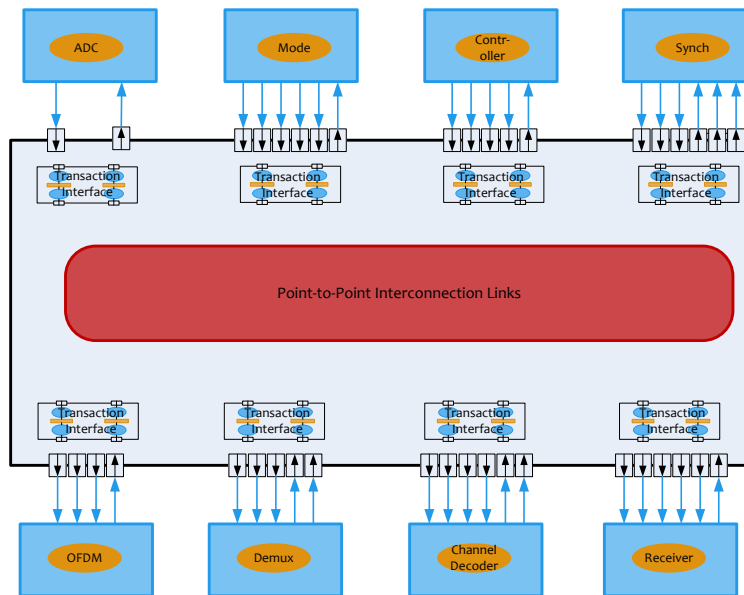 ADC
Mode
Contr-
oller
Synch
Transaction
Interface
Transaction
Interface
Transaction
Interface
Transaction
Interface
Point-to-Point Interconnection Links
Transaction
Interface
Transaction
Interface
Transaction
Interface
Transaction
Interface
OFDM
Demux
Channel
Decoder
Receiver